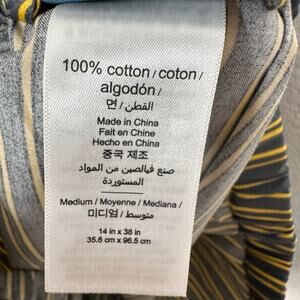 100% cotton / coton /
algodón /
면 / القطن /
Made in China
Fait en Chine
Hecho en China
중국 제조
صنع فيالصين من المواد
المستوردة
Medium / Moyenne / Mediana /
미디엄 / متوسط /
14 in x 38 in
35.6 cm x 96.5 cm